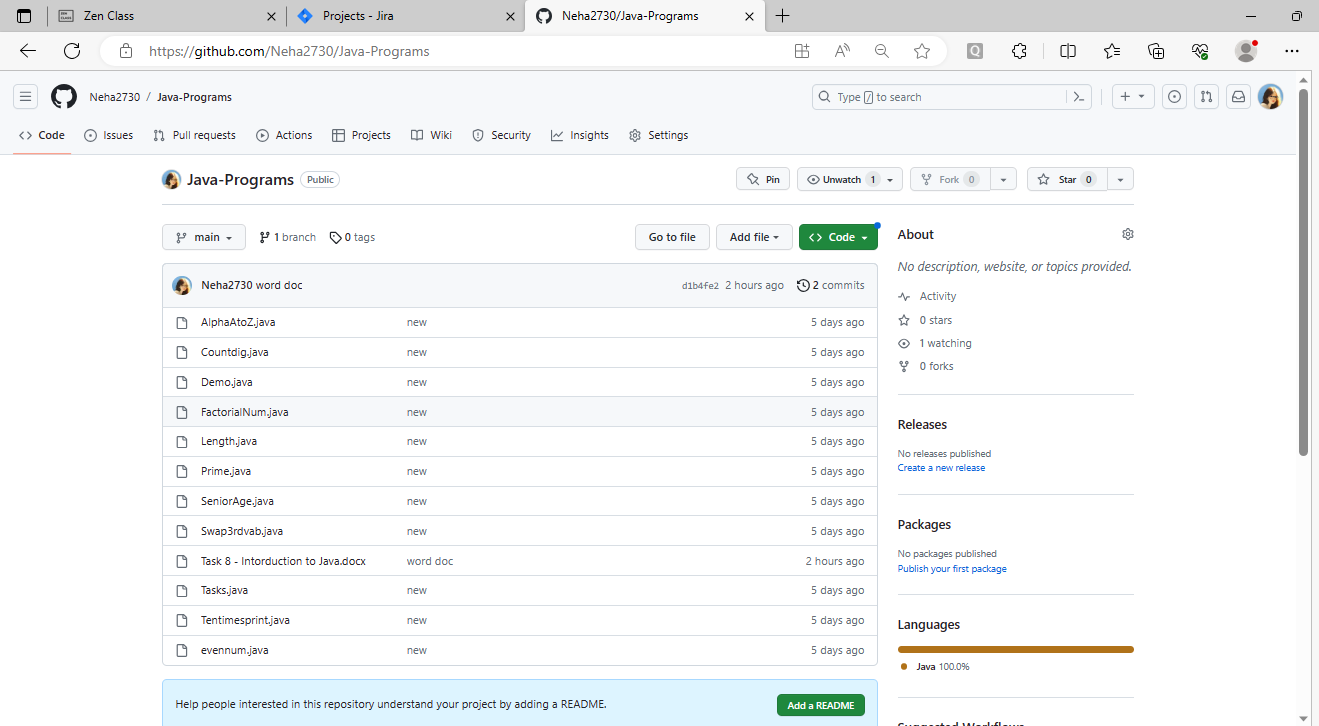 Zen Class
Projects - Jira
Neha2730/Java-Programs
https://github.com/Neha2730/Java-Programs
Neha2730 / Java-Programs
Type / to search
Code Issues Pull requests Actions Projects Wiki Security Insights Settings
Java-Programs Public
Pin Unwatch 1 Fork 0 Star 0
main 1 branch 0 tags Go to file Add file Code
Neha2730 word doc d1b4fe2 2 hours ago 2 commits
AlphaAtoZ.java new 5 days ago
Countdig.java new 5 days ago
Demo.java new 5 days ago
FactorialNum.java new 5 days ago
Length.java new 5 days ago
Prime.java new 5 days ago
SeniorAge.java new 5 days ago
Swap3rdvab.java new 5 days ago
Task 8 - Intorduction to Java.docx word doc 2 hours ago
Tasks.java new 5 days ago
Tentimesprint.java new 5 days ago
evennum.java new 5 days ago
Help people interested in this repository understand your project by adding a README. Add a README
About
No description, website, or topics provided.
Activity
0 stars
1 watching
0 forks
Releases
No releases published
Create a new release
Packages
No packages published
Publish your first package
Languages
Java 100.0%
Suggested Workflows